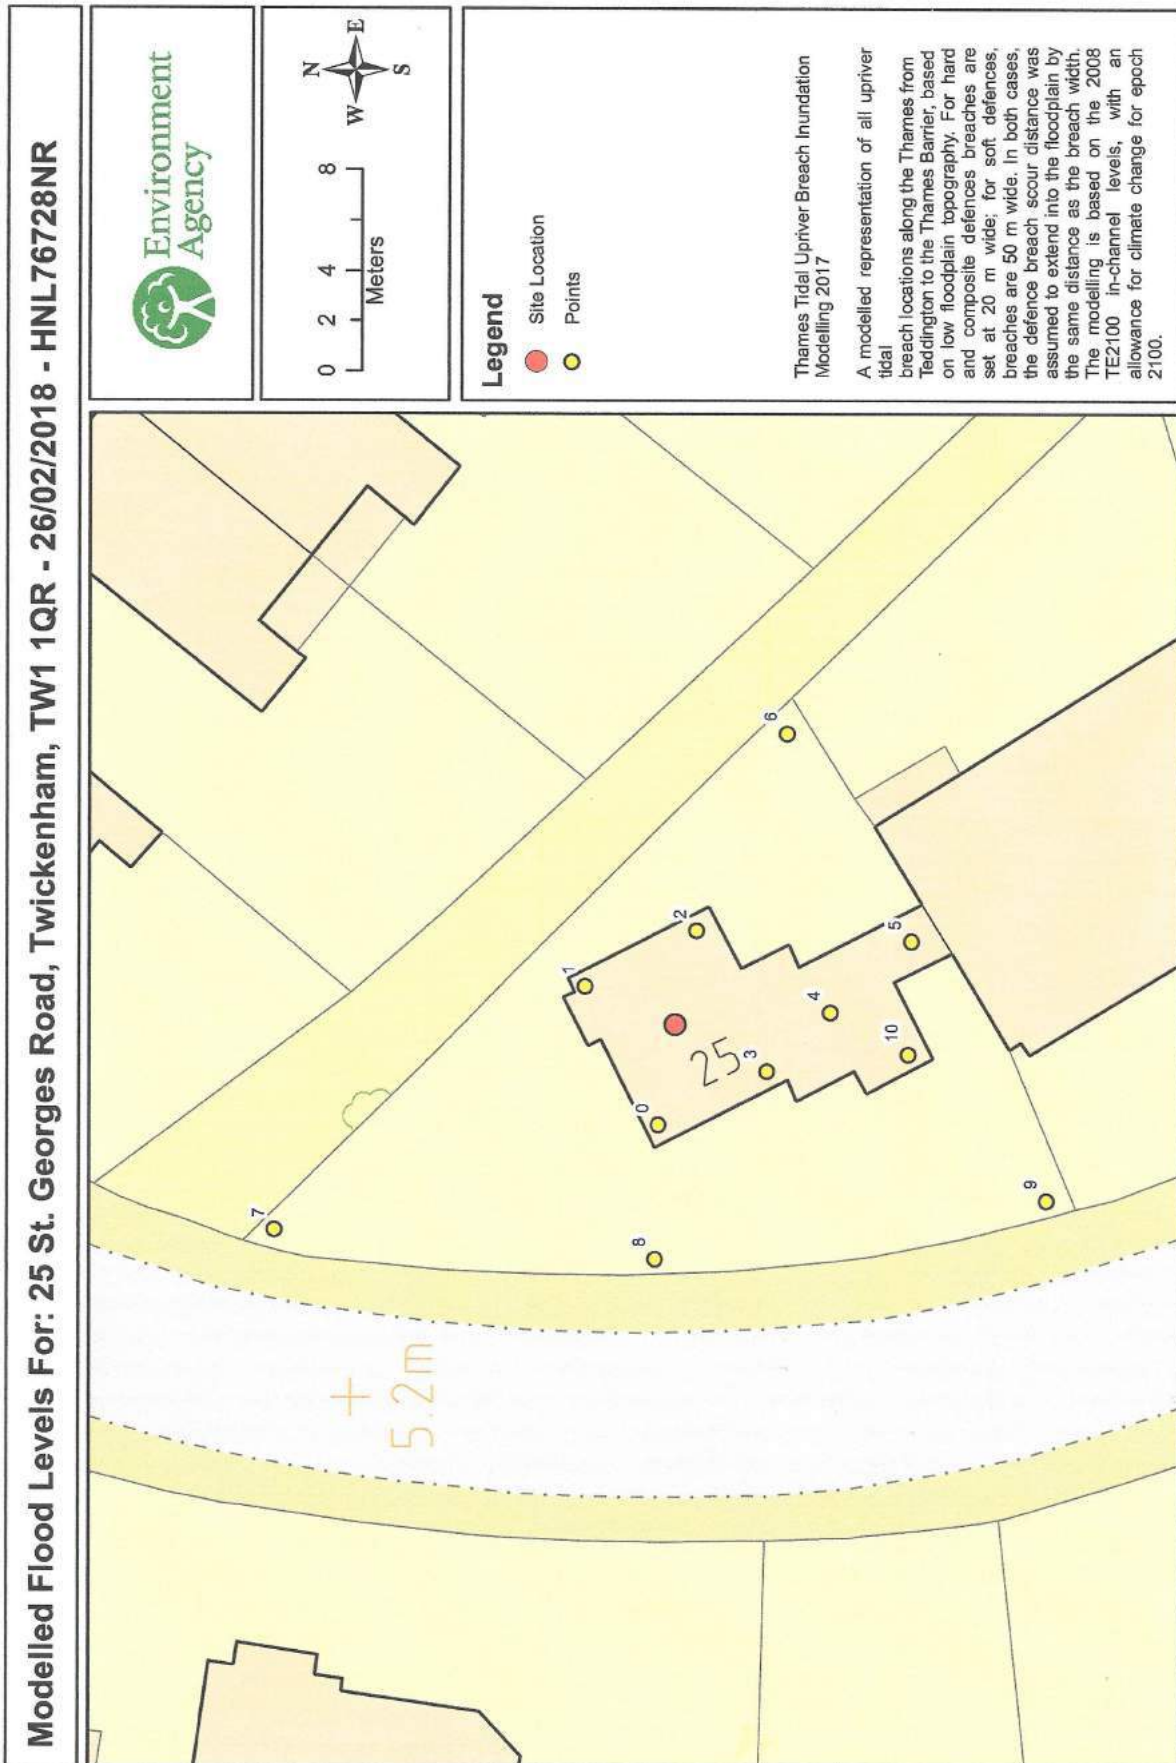 Modelled Flood Levels For: 25 St. Georges Road, Twickenham, TW1 1QR - 26/02/2018 - HNL76728NR
Environment
Agency
N
W E
S
0 2 4 8
Meters
Legend
Site Location
Points
Thames Tidal Upriver Breach Inundation
Modelling 2017
A modelled representation of all upriver
tidal
breach locations along the Thames from
Teddington to the Thames Barrier, based
on low floodplain topography. For hard
and composite defences breaches are
set at 20 m wide; for soft defences,
breaches are 50 m wide. In both cases,
the defence breach scour distance was
assumed to extend into the floodplain by
the same distance as the breach width.
The modelling is based on the 2008
TE2100 in-channel levels, with an
allowance for climate change for epoch
2100.
5.2m
7
8
9
0
1
2
25
3
4
5
10
6